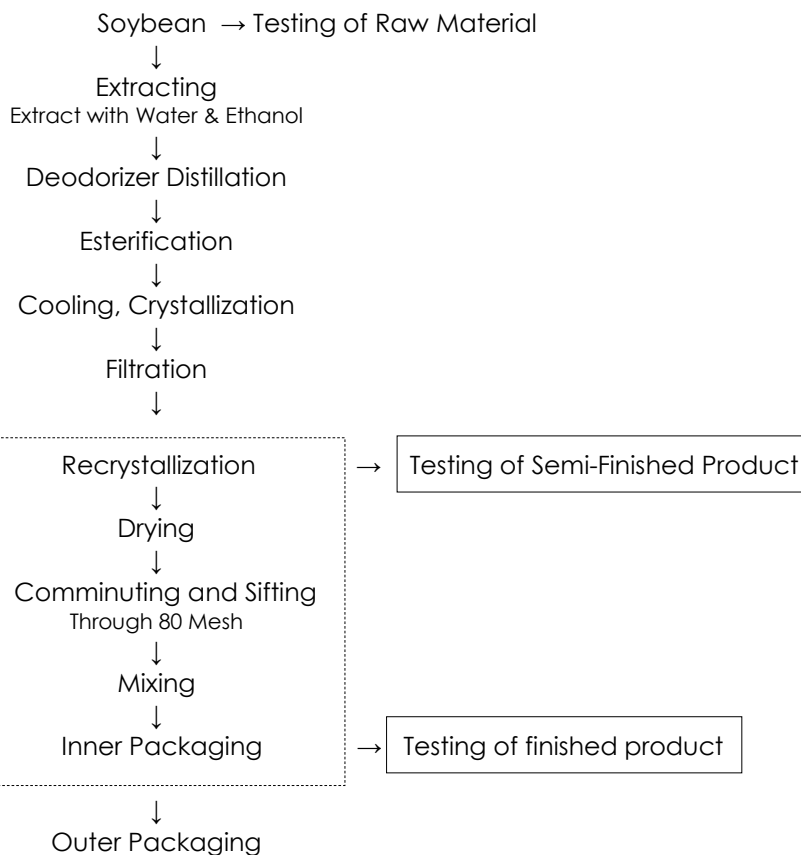 Soybean → Testing of Raw Material
↓
Extracting
Extract with Water & Ethanol
↓
Deodorizer Distillation
↓
Esterification
↓
Cooling, Crystallization
↓
Filtration
↓
Recrystallization → Testing of Semi-Finished Product
↓
Drying
↓
Comminuting and Sifting
Through 80 Mesh
↓
Mixing
↓
Inner Packaging → Testing of finished product
↓
Outer Packaging